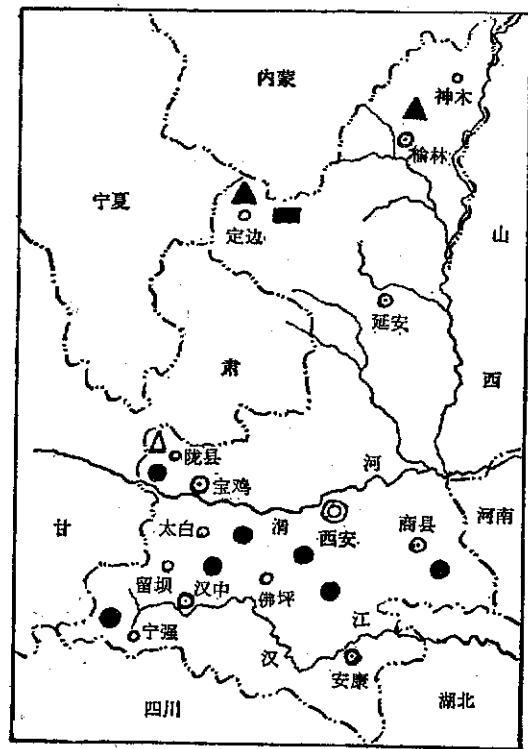 内蒙
神木
榆林
宁夏
定边
山
延安
肃
西
陇县
河
宝鸡
甘
太白
渭
西安
商县
河南
留坝
汉中
佛坪
江
宁强
汉
安康
四川
湖北